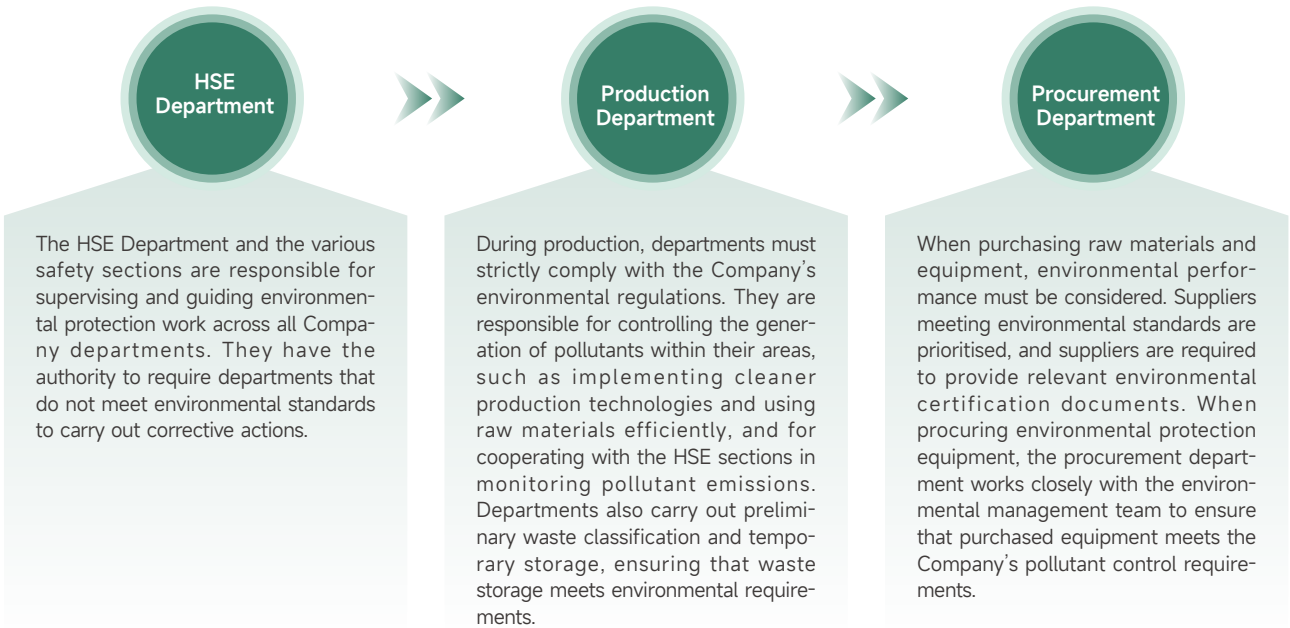 HSE
Department
The HSE Department and the various
safety sections are responsible for
supervising and guiding environmen-
tal protection work across all Compa-
ny departments. They have the
authority to require departments that
do not meet environmental standards
to carry out corrective actions.
Production
Department
During production, departments must
strictly comply with the Company's
environmental regulations. They are
responsible for controlling the gener-
ation of pollutants within their areas,
such as implementing cleaner
production technologies and using
raw materials efficiently, and for
cooperating with the HSE sections in
monitoring pollutant emissions.
Departments also carry out prelimi-
nary waste classification and tempo-
rary storage, ensuring that waste
storage meets environmental require-
ments.
Procurement
Department
When purchasing raw materials and
equipment, environmental perfor-
mance must be considered. Suppliers
meeting environmental standards are
prioritised, and suppliers are required
to provide relevant environmental
certification documents. When
procuring environmental protection
equipment, the procurement depart-
ment works closely with the environ-
mental management team to ensure
that purchased equipment meets the
Company's pollutant control require-
ments.